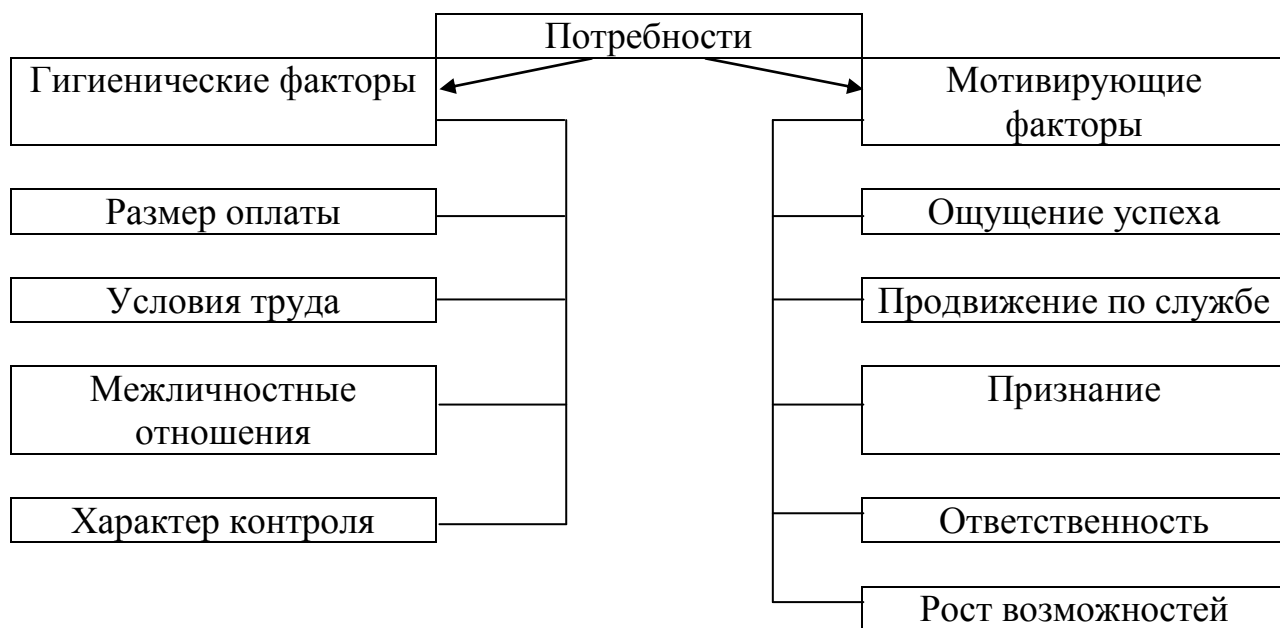 Потребности
Гигиенические факторы
Мотивирующие
факторы
Размер оплаты
Ощущение успеха
Условия труда
Продвижение по службе
Межличностные
отношения
Признание
Характер контроля
Ответственность
Рост возможностей